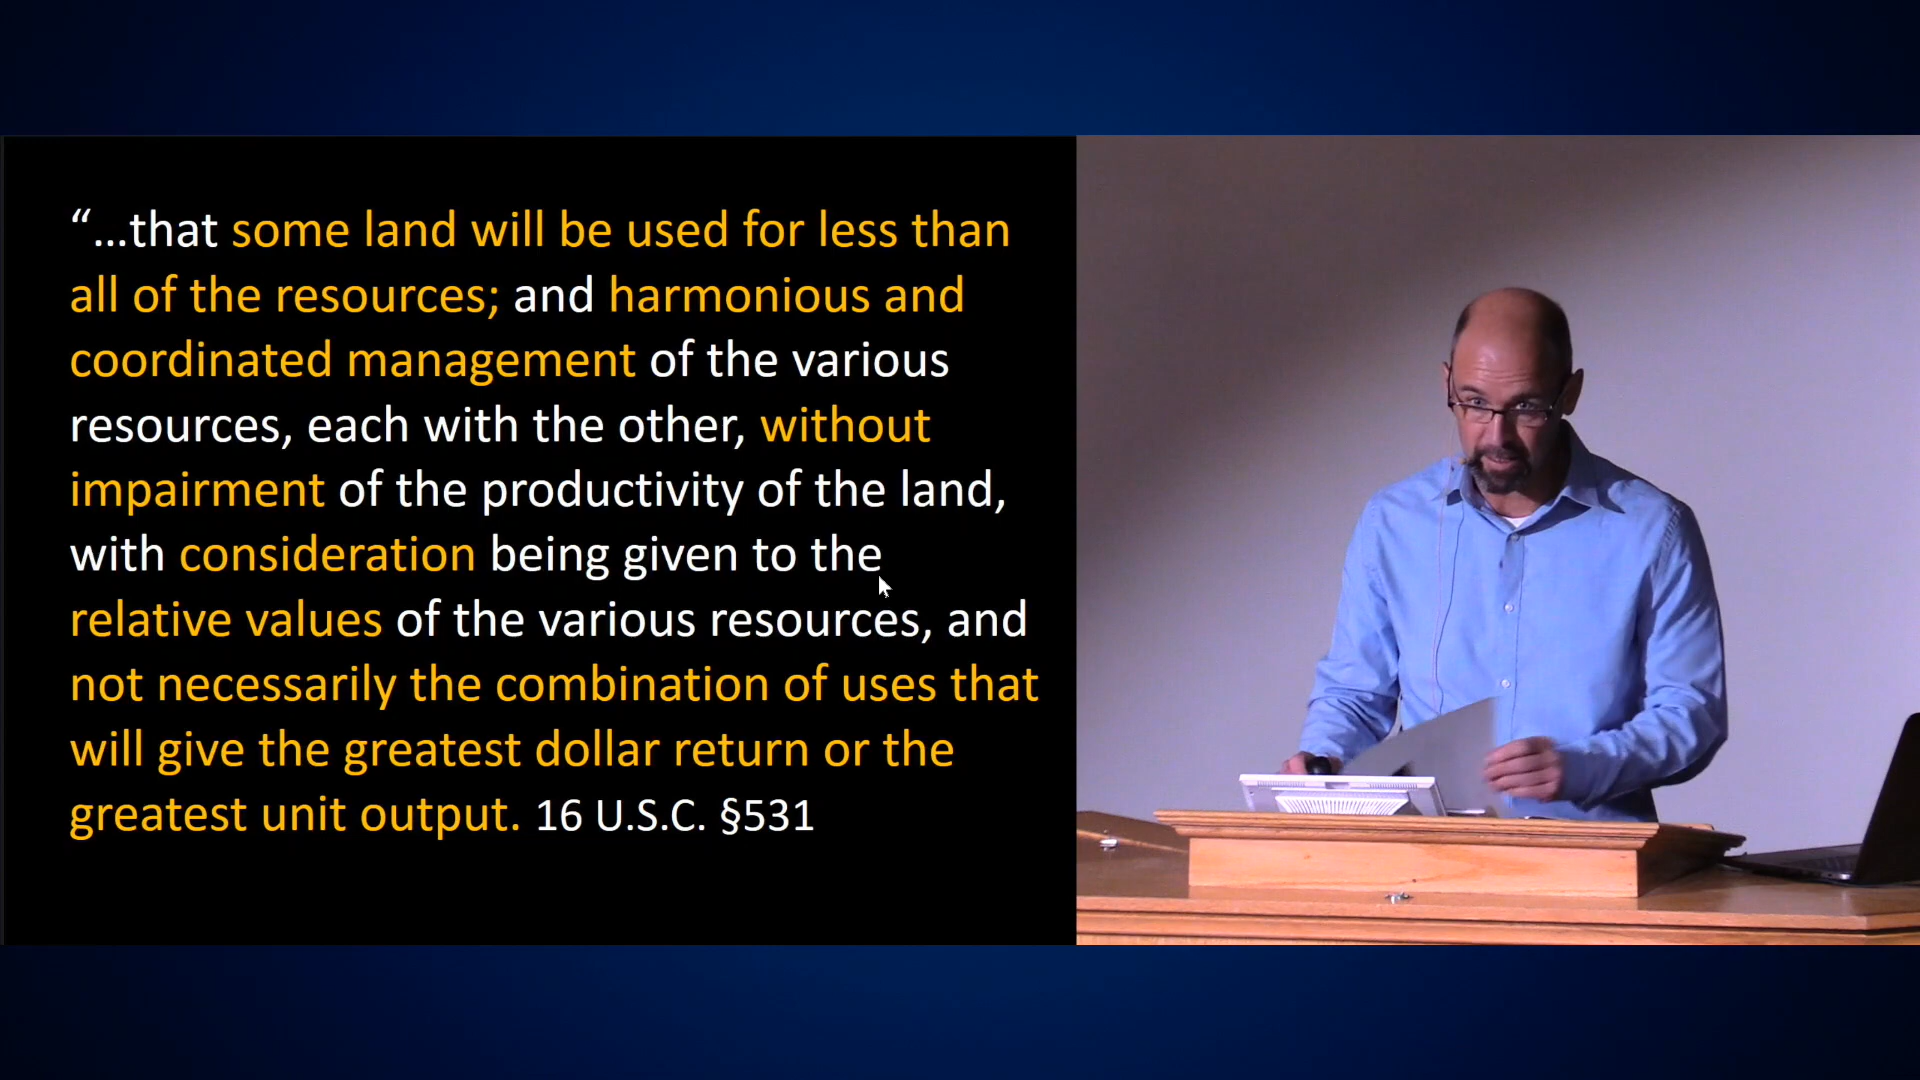 “...that some land will be used for less than
all of the resources; and harmonious and
coordinated management of the various
resources, each with the other, without
impairment of the productivity of the land,
with consideration being given to the
relative values of the various resources, and
not necessarily the combination of uses that
will give the greatest dollar return or the
greatest unit output. 16 U.S.C. §531